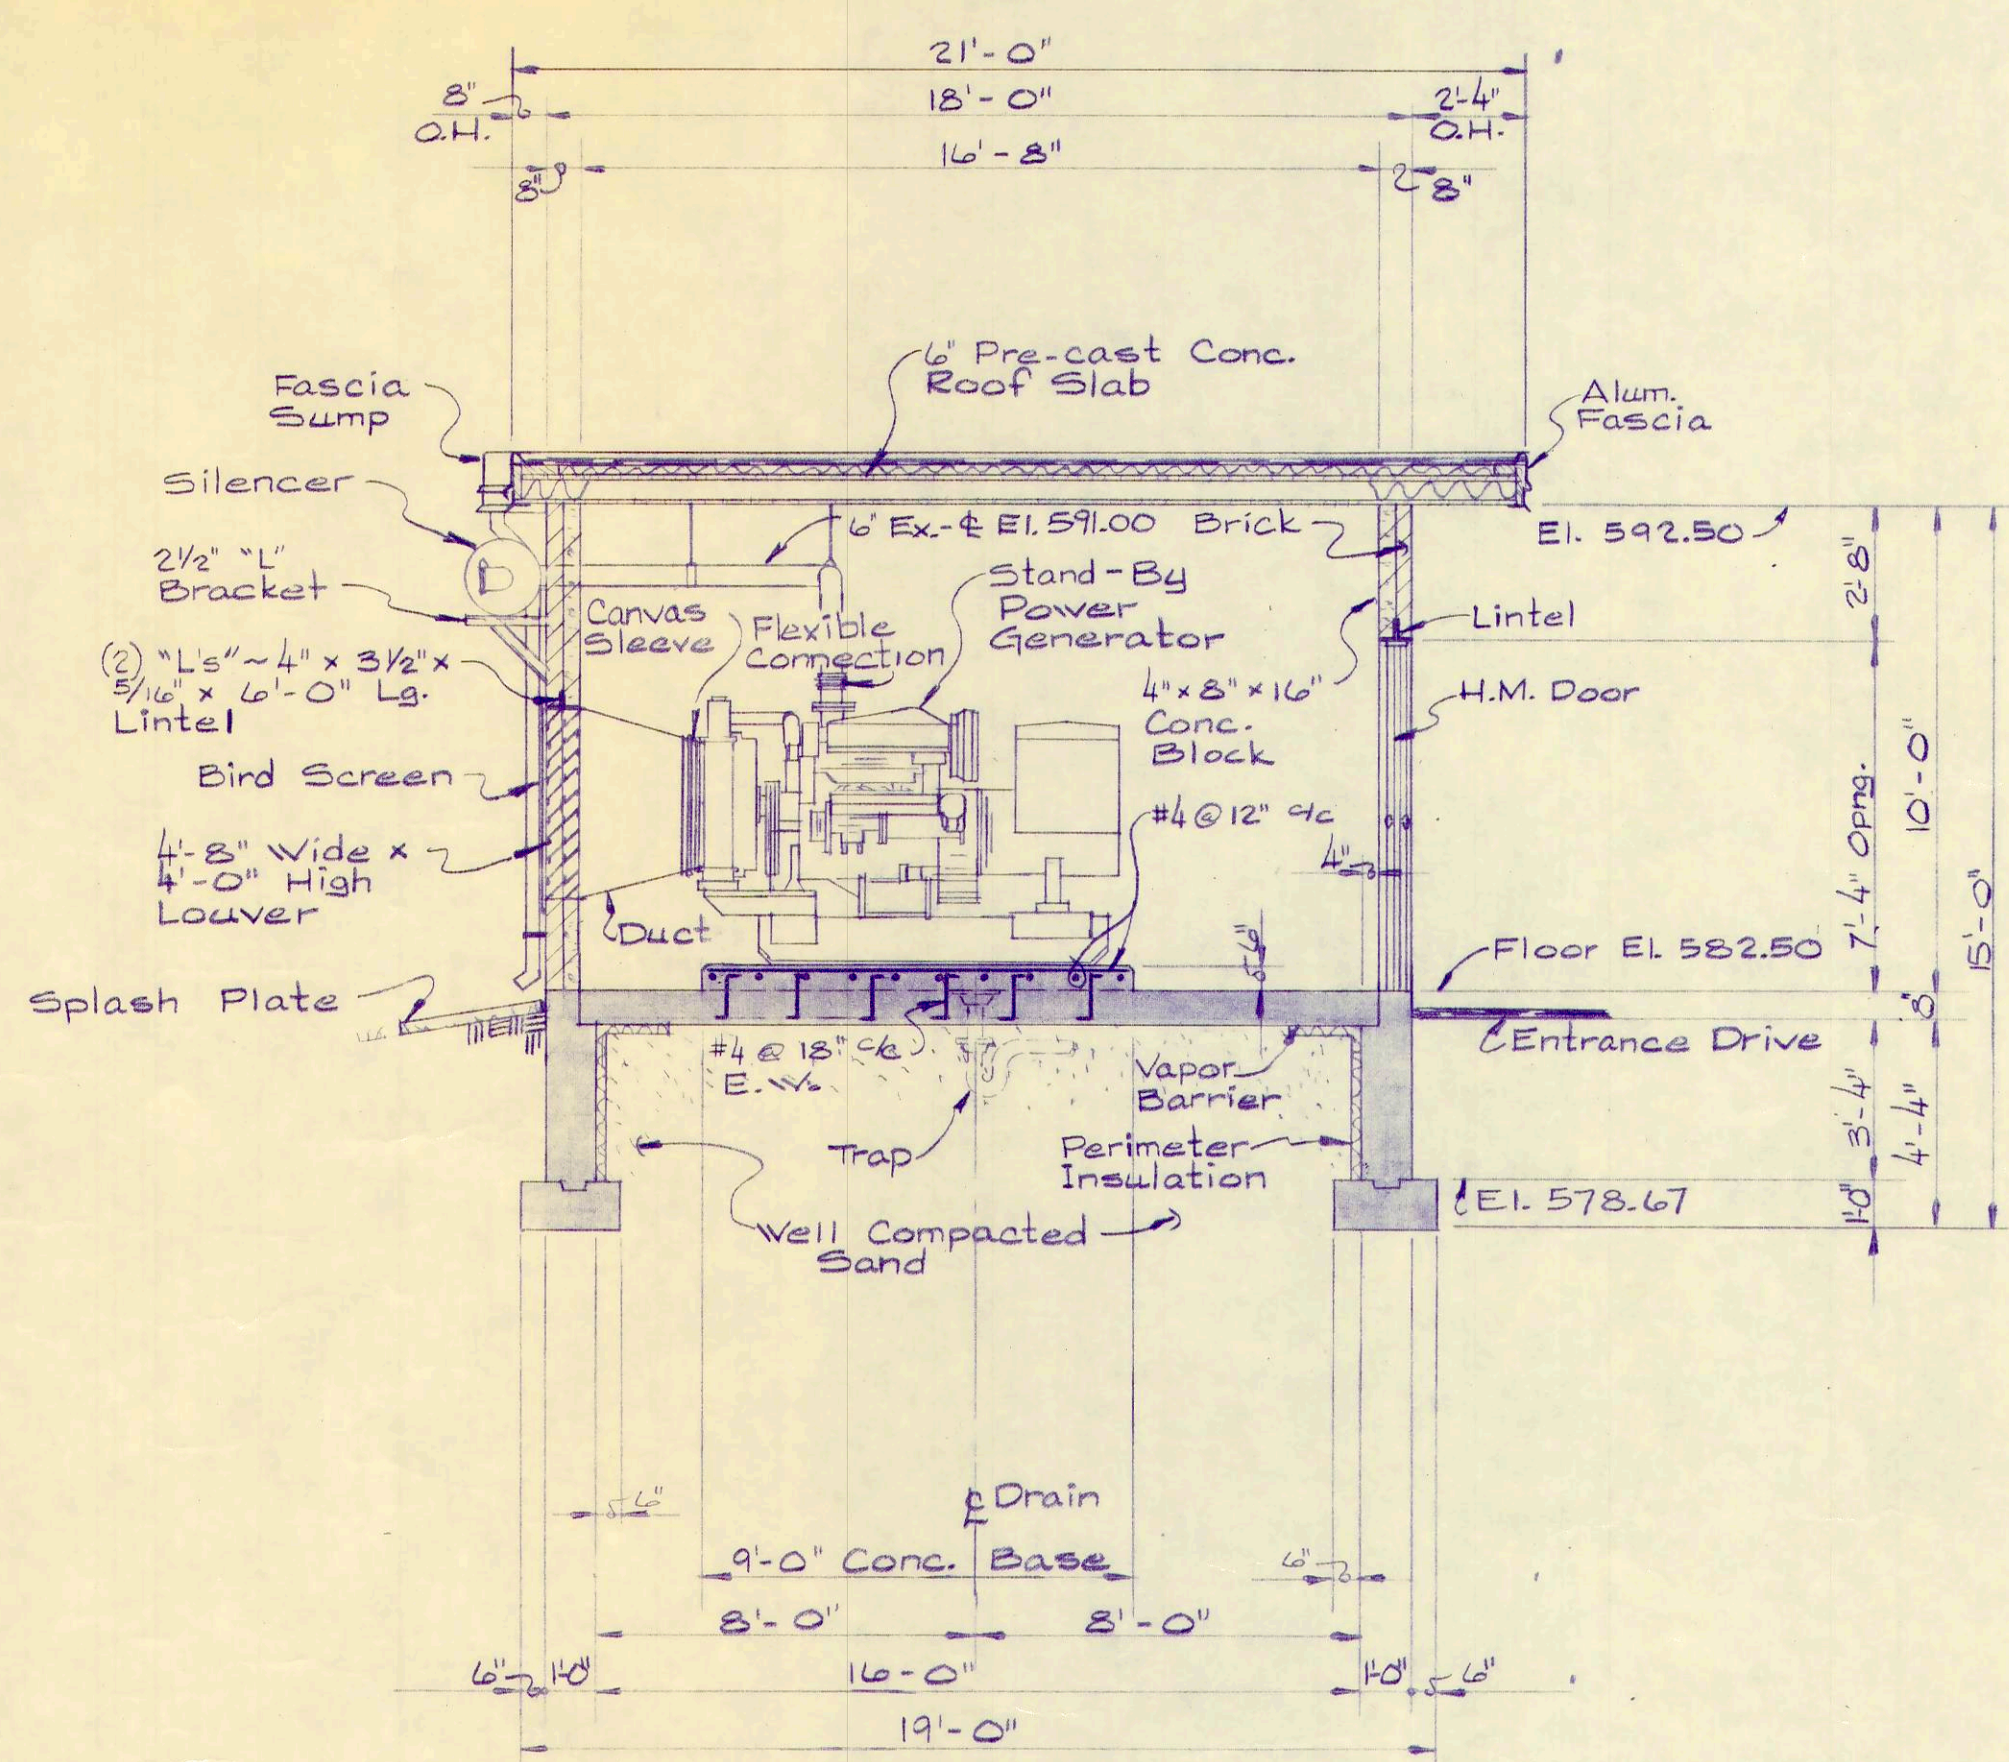 21'-0"
8"
O.H.
18'-0"
2'-4"
O.H.
16'-8"
8"
8"
6" Pre-cast Conc.
Roof Slab
Fascia
Sump
Alum.
Fascia
Silencer
6" Ex.-℄ El. 591.00
Brick
El. 592.50
2½" "L"
Bracket
Canvas
Sleeve
Flexible
Connection
Stand-By
Power
Generator
Lintel
2'-8"
(2) "L's" ~ 4" x 3½" x
5/16" x 6'-0" Lg.
Lintel
4" x 8" x 16"
Conc.
Block
H.M. Door
Bird Screen
#4 @ 12" c/c
10'-0"
4'-8" Wide x
4'-0" High
Louver
4"
7'-4" Opng.
15'-0"
Duct
6"
Floor El. 582.50
Splash Plate
8"
Entrance Drive
#4 @ 18" c/c
E.W.
Vapor
Barrier
3'-4"
4'-4"
Trap
Perimeter
Insulation
El. 578.67
1'-0"
Well Compacted
Sand
6"
℄ Drain
9'-0" Conc. Base
6"
8'-0"
8'-0"
6"
1'-0"
16-0"
1'-0"
6"
19'-0"